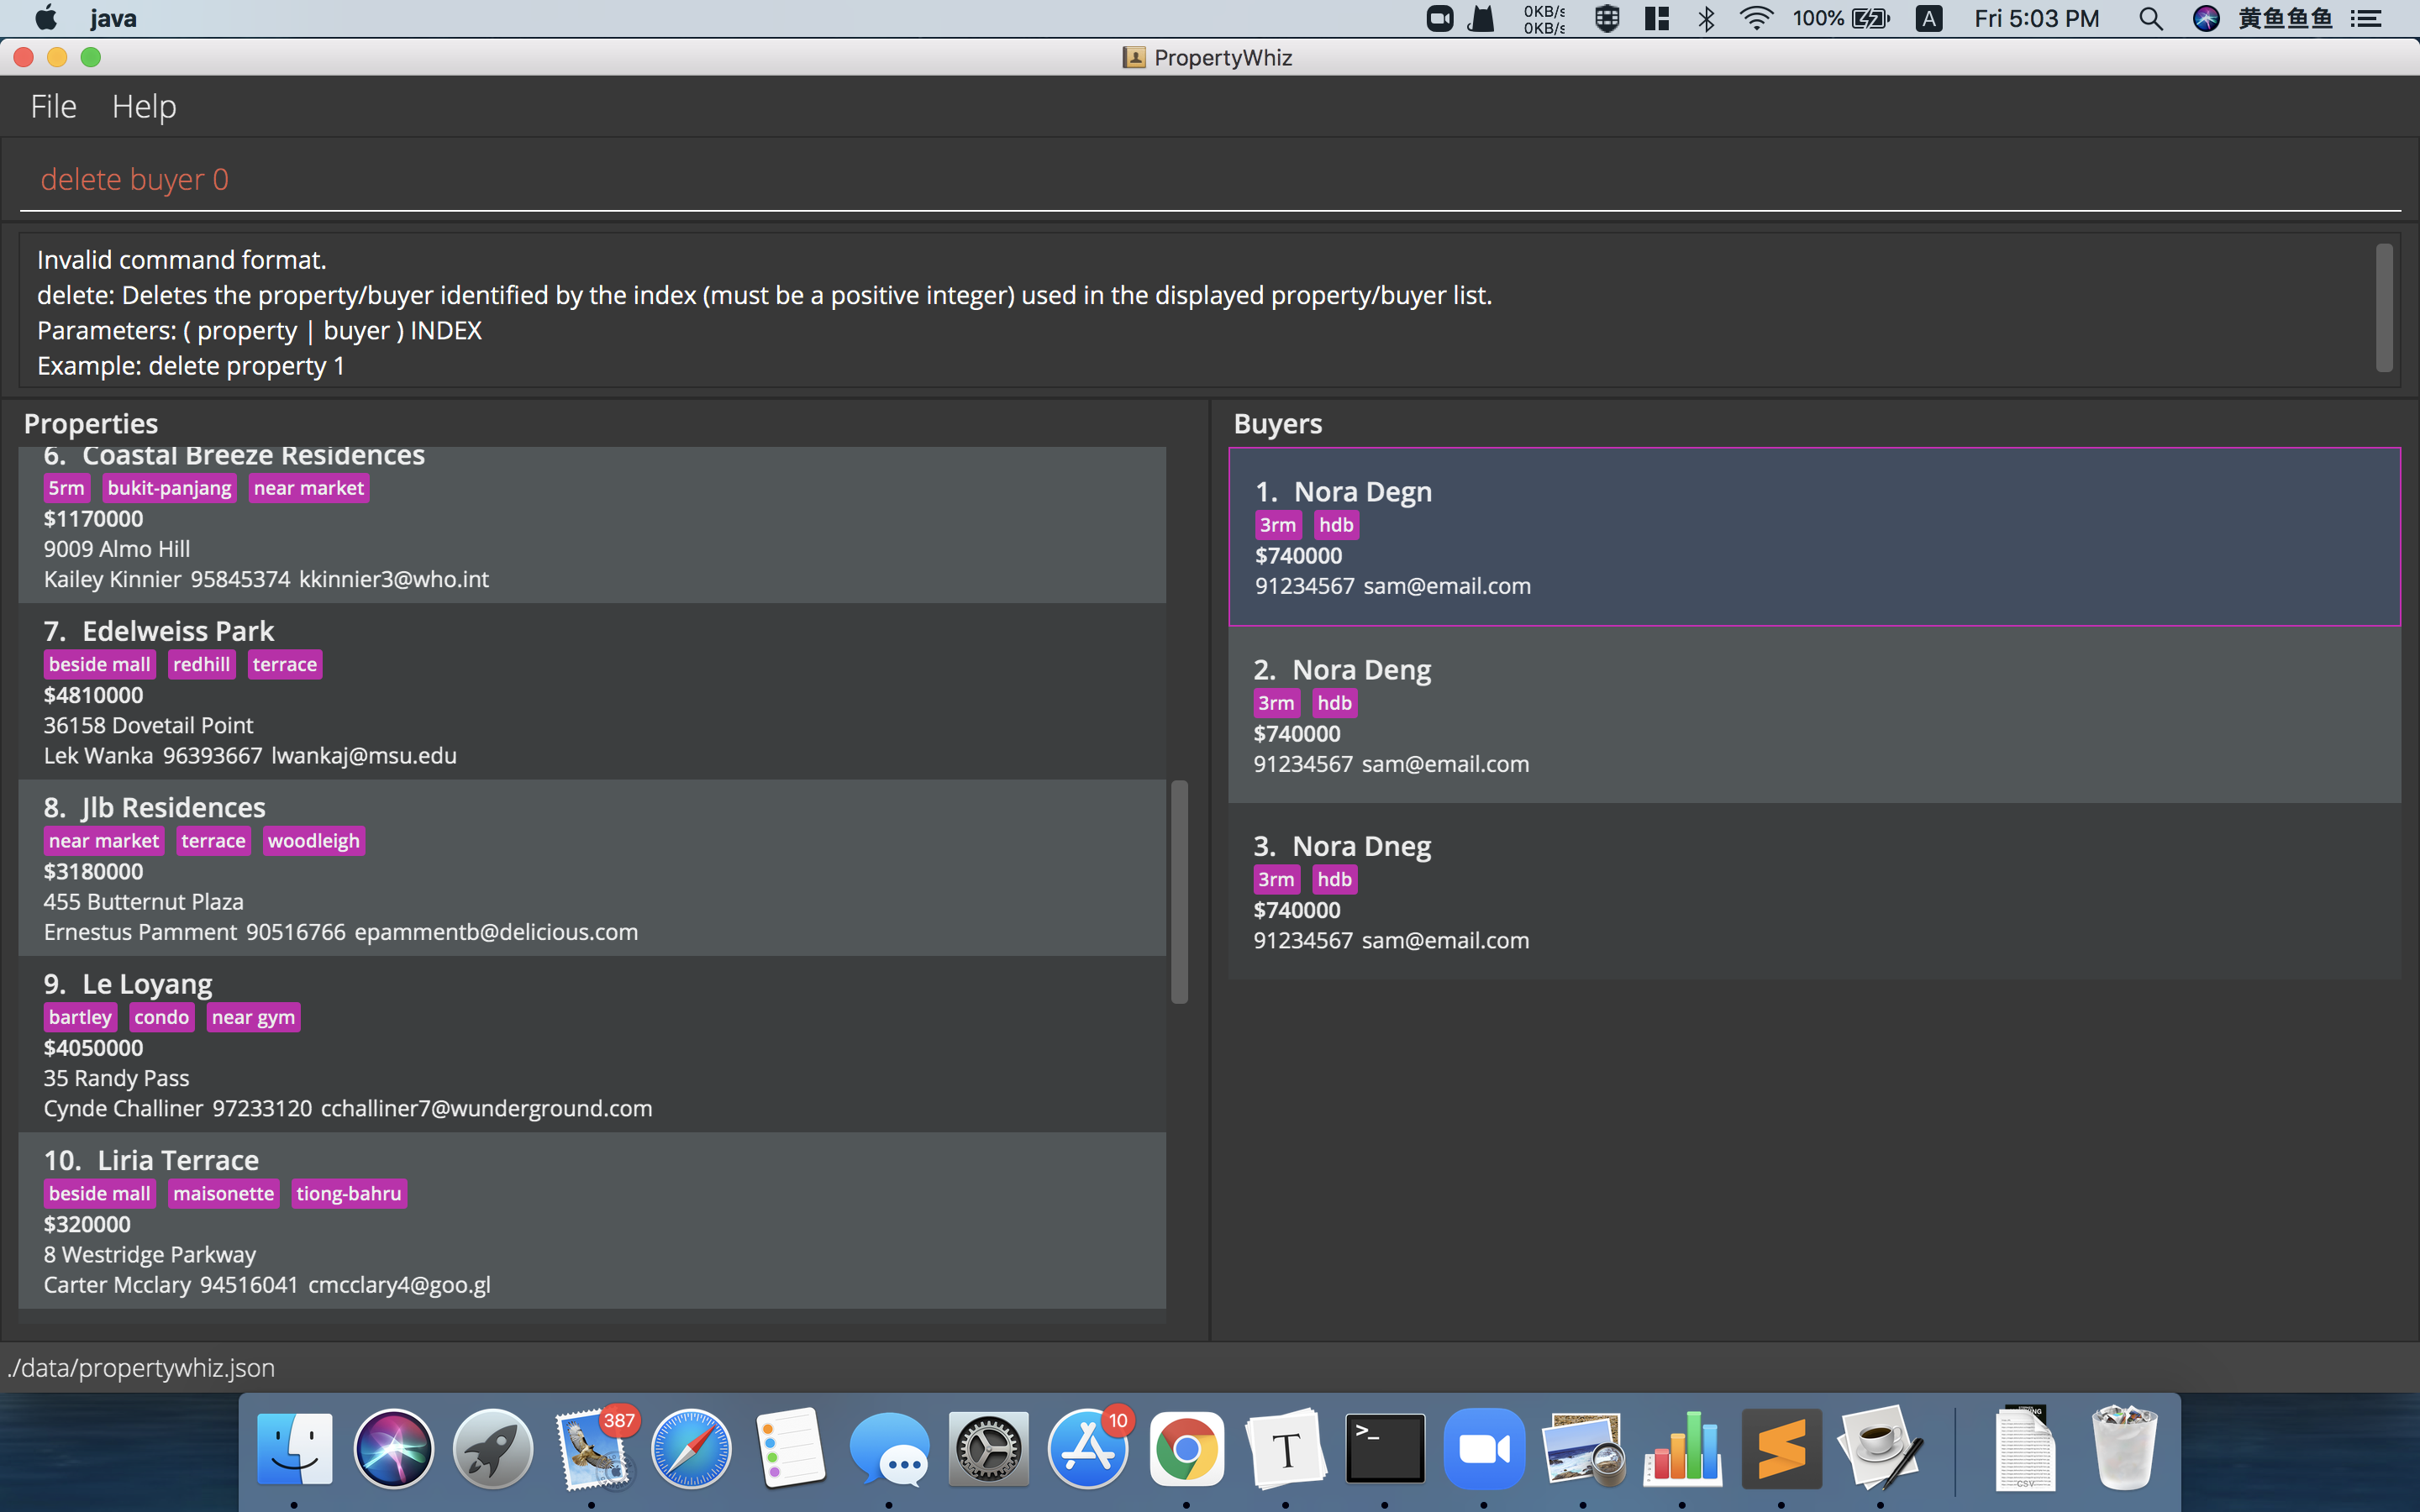 java
0KB/s
0KB/s
100%
A
Fri 5:03 PM
黄鱼鱼鱼
PropertyWhiz
File Help
delete buyer 0
Invalid command format.
delete: Deletes the property/buyer identified by the index (must be a positive integer) used in the displayed property/buyer list.
Parameters: ( property | buyer ) INDEX
Example: delete property 1
Properties
6. Coastal Breeze Residences
5rm bukit-panjang near market
$1170000
9009 Almo Hill
Kailey Kinnier 95845374 kkinnier3@who.int
7. Edelweiss Park
beside mall redhill terrace
$4810000
36158 Dovetail Point
Lek Wanka 96393667 lwankaj@msu.edu
8. Jlb Residences
near market terrace woodleigh
$3180000
455 Butternut Plaza
Ernestus Pamment 90516766 epammentb@delicious.com
9. Le Loyang
bartley condo near gym
$4050000
35 Randy Pass
Cynde Challiner 97233120 cchalliner7@wunderground.com
10. Liria Terrace
beside mall maisonette tiong-bahru
$320000
8 Westridge Parkway
Carter Mcclary 94516041 cmcclary4@goo.gl
Buyers
1. Nora Degn
3rm hdb
$740000
91234567 sam@email.com
2. Nora Deng
3rm hdb
$740000
91234567 sam@email.com
3. Nora Dneg
3rm hdb
$740000
91234567 sam@email.com
./data/propertywhiz.json
387
10
T
>_
CSV